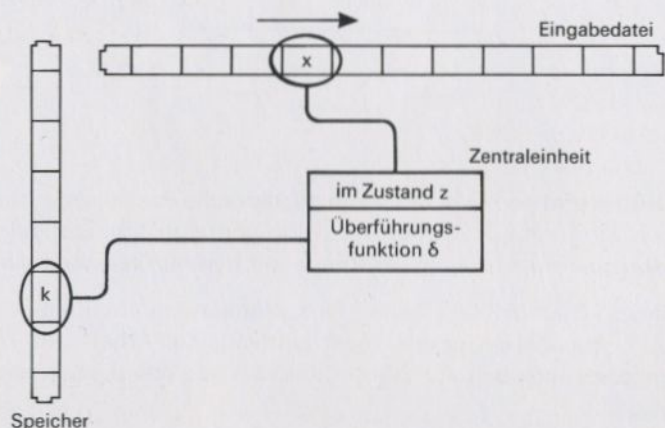 Eingabedatei
x
Zentraleinheit
im Zustand z
Überführungs-
funktion δ
k
Speicher